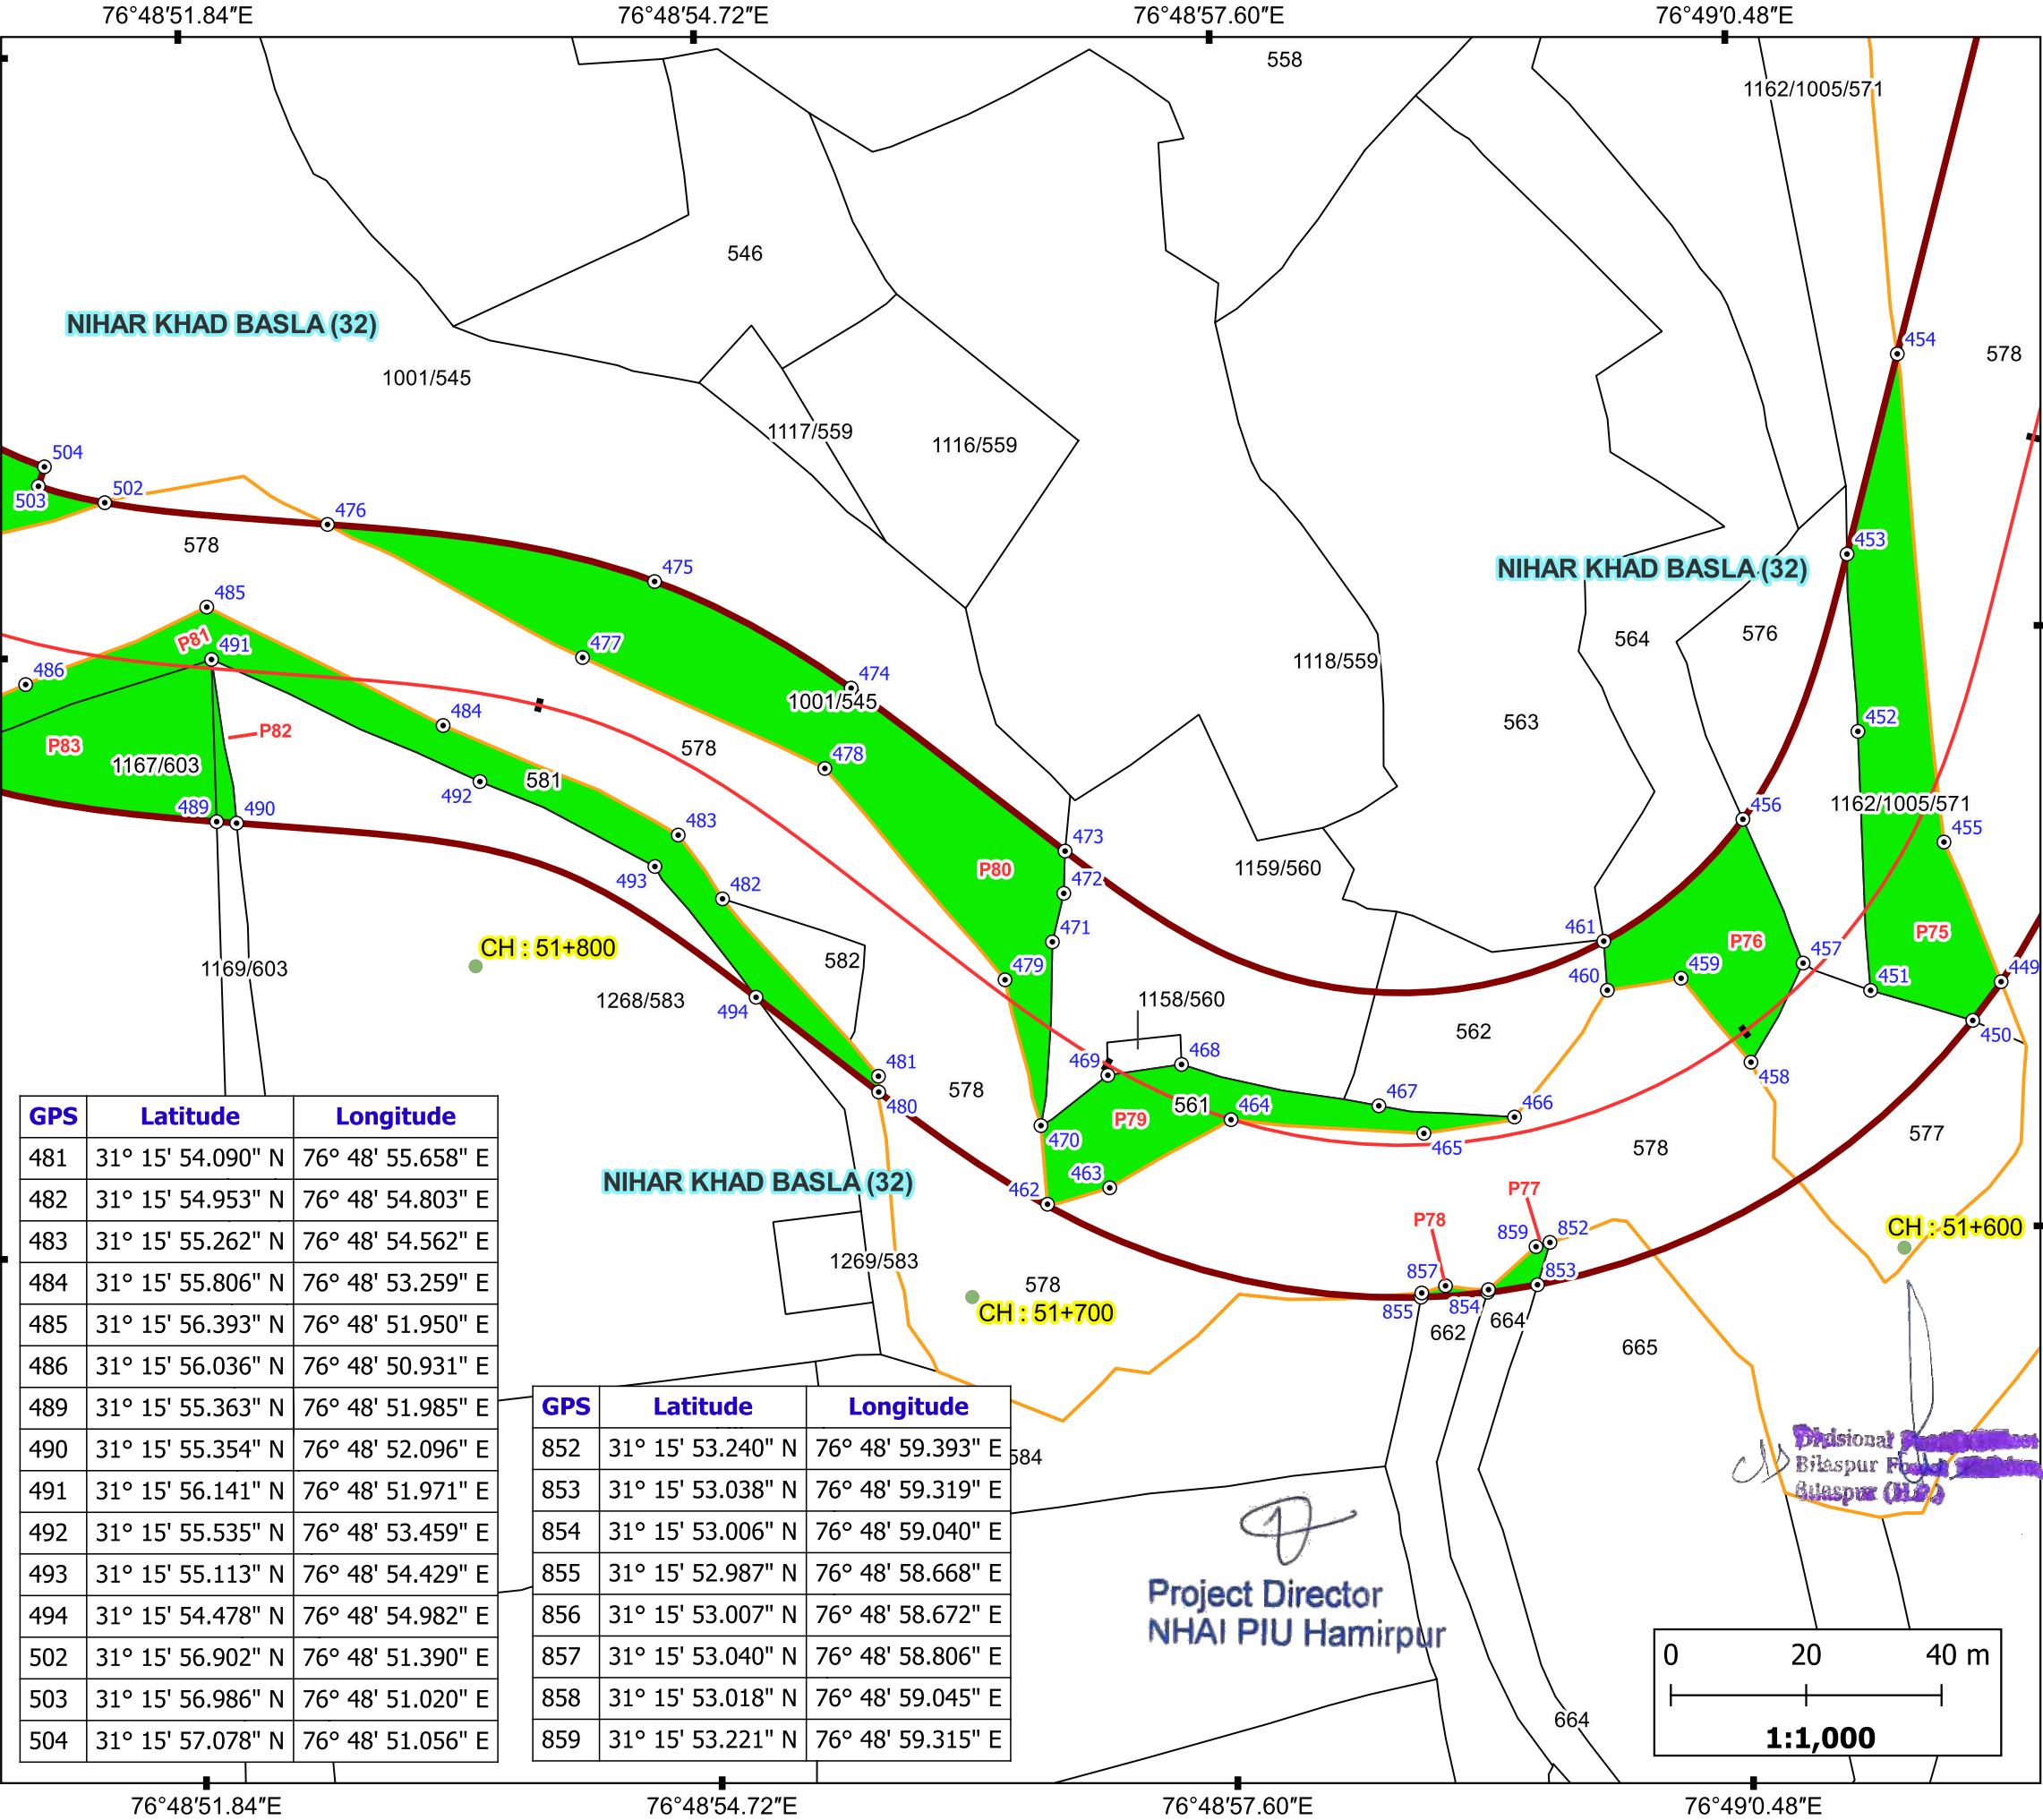 76°48′51.84″E 76°48′54.72″E 76°48′57.60″E 76°49′0.48″E
558
1162/1005/571
546
NIHAR KHAD BASLA (32)
454
578
1001/545
1117/559
1116/559
504
503
502
476
578
475
NIHAR KHAD BASLA (32)
453
485
P81
491
477
1118/559
564
576
486
474
1001/545
563
P83
P82
484
578
452
1167/603
581
478
492
489
490
456
1162/1005/571
483
473
455
493
P80
1159/560
482
472
471
461
P76
457
P75
CH : 51+800
582
1169/603
479
460
459
451
449
494
1268/583
1158/560
562
450
481
469
468
458
480
578
467
466
P79
561
464
470
465
578
577
NIHAR KHAD BASLA (32)
463
462
P77
P78
859
852
CH : 51+600
1269/583
857
853
578
855
854
CH : 51+700
662
664
665
GPS Latitude Longitude
481 31° 15' 54.090" N 76° 48' 55.658" E
482 31° 15' 54.953" N 76° 48' 54.803" E
483 31° 15' 55.262" N 76° 48' 54.562" E
484 31° 15' 55.806" N 76° 48' 53.259" E
485 31° 15' 56.393" N 76° 48' 51.950" E
486 31° 15' 56.036" N 76° 48' 50.931" E
489 31° 15' 55.363" N 76° 48' 51.985" E
490 31° 15' 55.354" N 76° 48' 52.096" E
491 31° 15' 56.141" N 76° 48' 51.971" E
492 31° 15' 55.535" N 76° 48' 53.459" E
493 31° 15' 55.113" N 76° 48' 54.429" E
494 31° 15' 54.478" N 76° 48' 54.982" E
502 31° 15' 56.902" N 76° 48' 51.390" E
503 31° 15' 56.986" N 76° 48' 51.020" E
504 31° 15' 57.078" N 76° 48' 51.056" E
GPS Latitude Longitude
852 31° 15' 53.240" N 76° 48' 59.393" E
853 31° 15' 53.038" N 76° 48' 59.319" E
854 31° 15' 53.006" N 76° 48' 59.040" E
855 31° 15' 52.987" N 76° 48' 58.668" E
856 31° 15' 53.007" N 76° 48' 58.672" E
857 31° 15' 53.040" N 76° 48' 58.806" E
858 31° 15' 53.018" N 76° 48' 59.045" E
859 31° 15' 53.221" N 76° 48' 59.315" E
584
Divisional
Bilaspur Forest
Bilaspur (H.P.)
Project Director
NHAI PIU Hamirpur
664
0 20 40 m
1:1,000
76°48′51.84″E 76°48′54.72″E 76°48′57.60″E 76°49′0.48″E